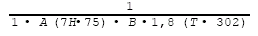 1
1 • A (7H•75) • B • 1,8 (T • 302)